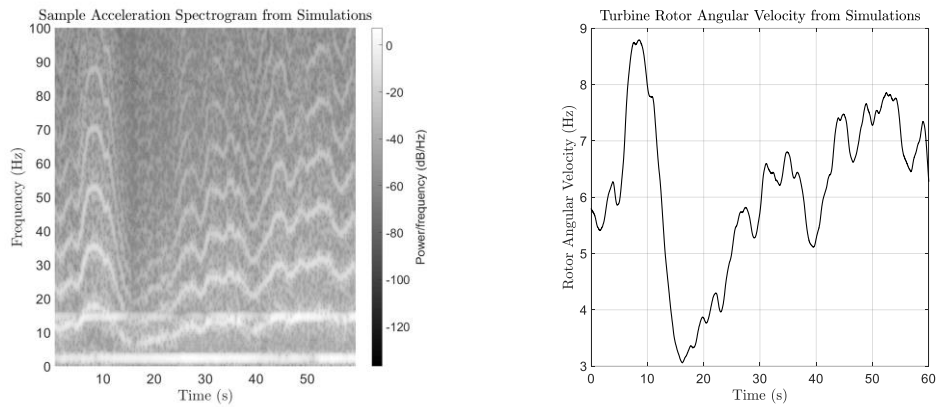 Sample Acceleration Spectrogram from Simulations
100
90
80
70
60
50
40
30
20
10
0
Frequency (Hz)
10 20 30 40 50
Time (s)
0
-20
-40
-60
-80
-100
-120
Power/frequency (dB/Hz)
Turbine Rotor Angular Velocity from Simulations
9
8
7
6
5
4
3
Rotor Angular Velocity (Hz)
0 10 20 30 40 50 60
Time (s)